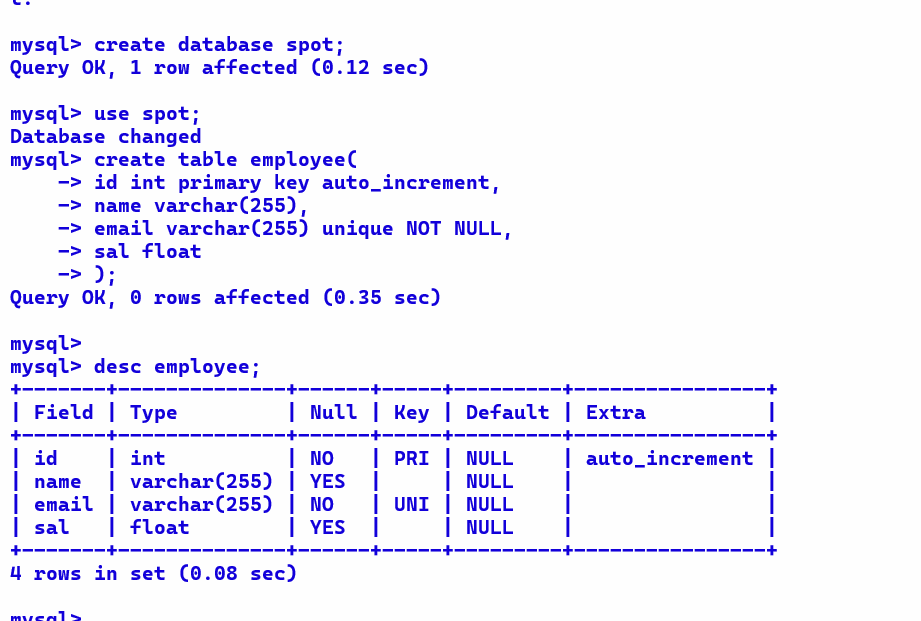 mysql> create database spot;
Query OK, 1 row affected (0.12 sec)
mysql> use spot;
Database changed
mysql> create table employee(
    -> id int primary key auto_increment,
    -> name varchar(255),
    -> email varchar(255) unique NOT NULL,
    -> sal float
    -> );
Query OK, 0 rows affected (0.35 sec)
mysql>
mysql> desc employee;
+-------+--------------+------+-----+---------+----------------+
| Field | Type         | Null | Key | Default | Extra          |
+-------+--------------+------+-----+---------+----------------+
| id    | int          | NO   | PRI | NULL    | auto_increment |
| name  | varchar(255) | YES  |     | NULL    |                |
| email | varchar(255) | NO   | UNI | NULL    |                |
| sal   | float        | YES  |     | NULL    |                |
+-------+--------------+------+-----+---------+----------------+
4 rows in set (0.08 sec)
mysql>